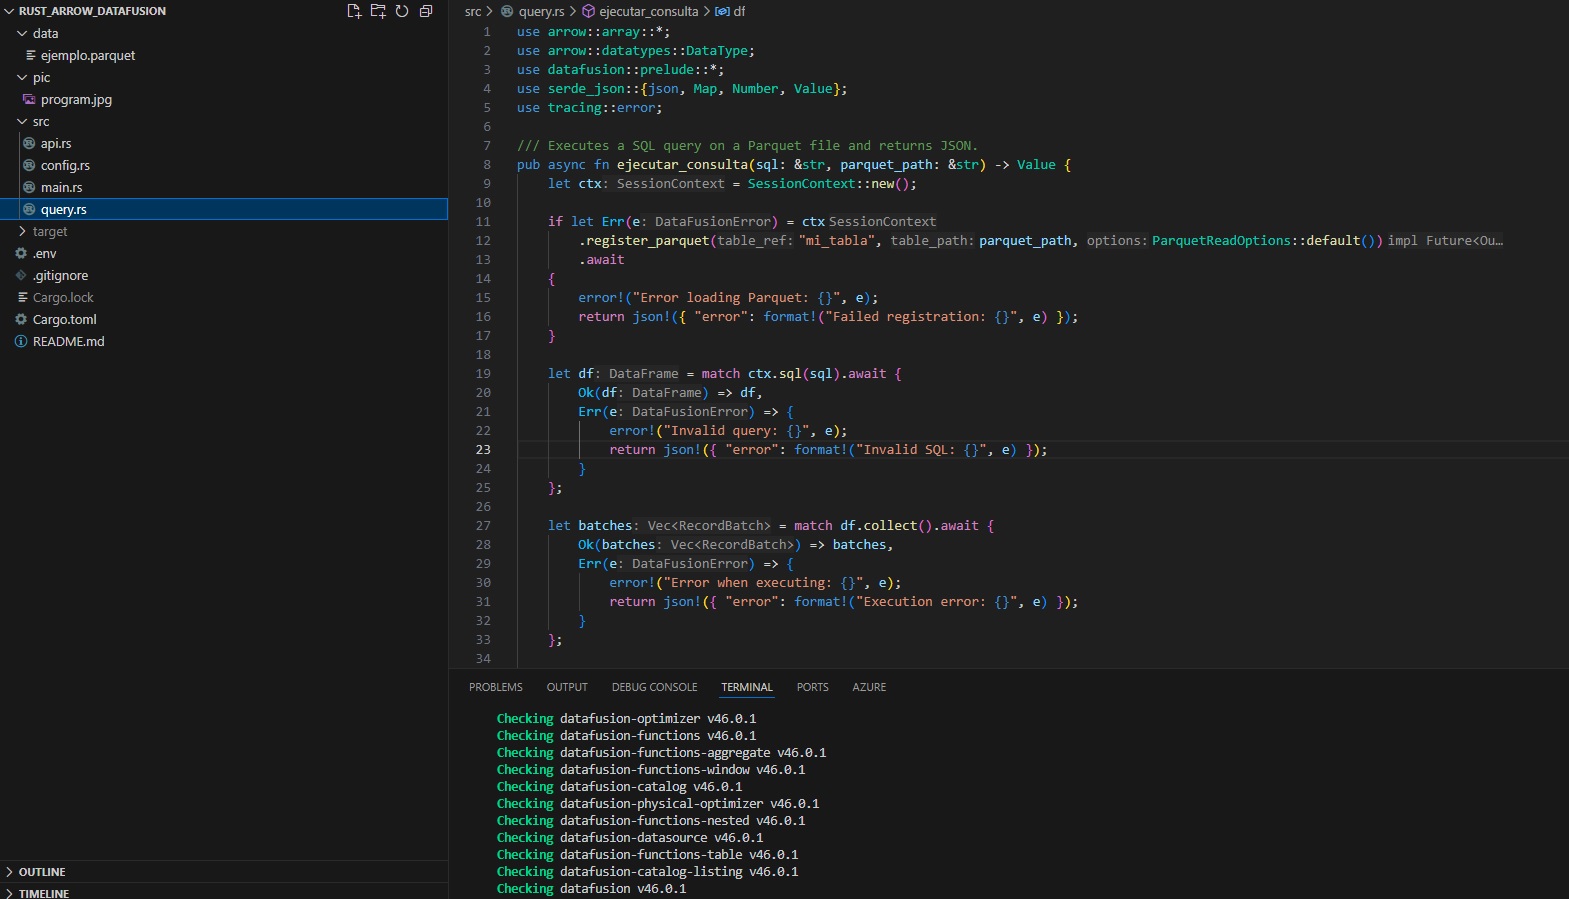 RUST_ARROW_DATAFUSION
data
ejemplo.parquet
pic
program.jpg
src
api.rs
config.rs
main.rs
query.rs
target
.env
.gitignore
Cargo.lock
Cargo.toml
README.md
OUTLINE
TIMELINE
src > query.rs > ejecutar_consulta > df
1 use arrow::array::*;
2 use arrow::datatypes::DataType;
3 use datafusion::prelude::*;
4 use serde_json::{json, Map, Number, Value};
5 use tracing::error;
6
7 /// Executes a SQL query on a Parquet file and returns JSON.
8 pub async fn ejecutar_consulta(sql: &str, parquet_path: &str) -> Value {
9 let ctx: SessionContext = SessionContext::new();
10
11 if let Err(e: DataFusionError) = ctx SessionContext
12 .register_parquet(table_ref: "mi_tabla", table_path: parquet_path, options: ParquetReadOptions::default()) impl Future<Ou…
13 .await
14 {
15 error!("Error loading Parquet: {}", e);
16 return json!({ "error": format!("Failed registration: {}", e) });
17 }
18
19 let df: DataFrame = match ctx.sql(sql).await {
20 Ok(df: DataFrame) => df,
21 Err(e: DataFusionError) => {
22 error!("Invalid query: {}", e);
23 return json!({ "error": format!("Invalid SQL: {}", e) });
24 }
25 };
26
27 let batches: Vec<RecordBatch> = match df.collect().await {
28 Ok(batches: Vec<RecordBatch>) => batches,
29 Err(e: DataFusionError) => {
30 error!("Error when executing: {}", e);
31 return json!({ "error": format!("Execution error: {}", e) });
32 }
33 };
34
PROBLEMS OUTPUT DEBUG CONSOLE TERMINAL PORTS AZURE
Checking datafusion-optimizer v46.0.1
Checking datafusion-functions v46.0.1
Checking datafusion-functions-aggregate v46.0.1
Checking datafusion-functions-window v46.0.1
Checking datafusion-catalog v46.0.1
Checking datafusion-physical-optimizer v46.0.1
Checking datafusion-functions-nested v46.0.1
Checking datafusion-datasource v46.0.1
Checking datafusion-functions-table v46.0.1
Checking datafusion-catalog-listing v46.0.1
Checking datafusion v46.0.1